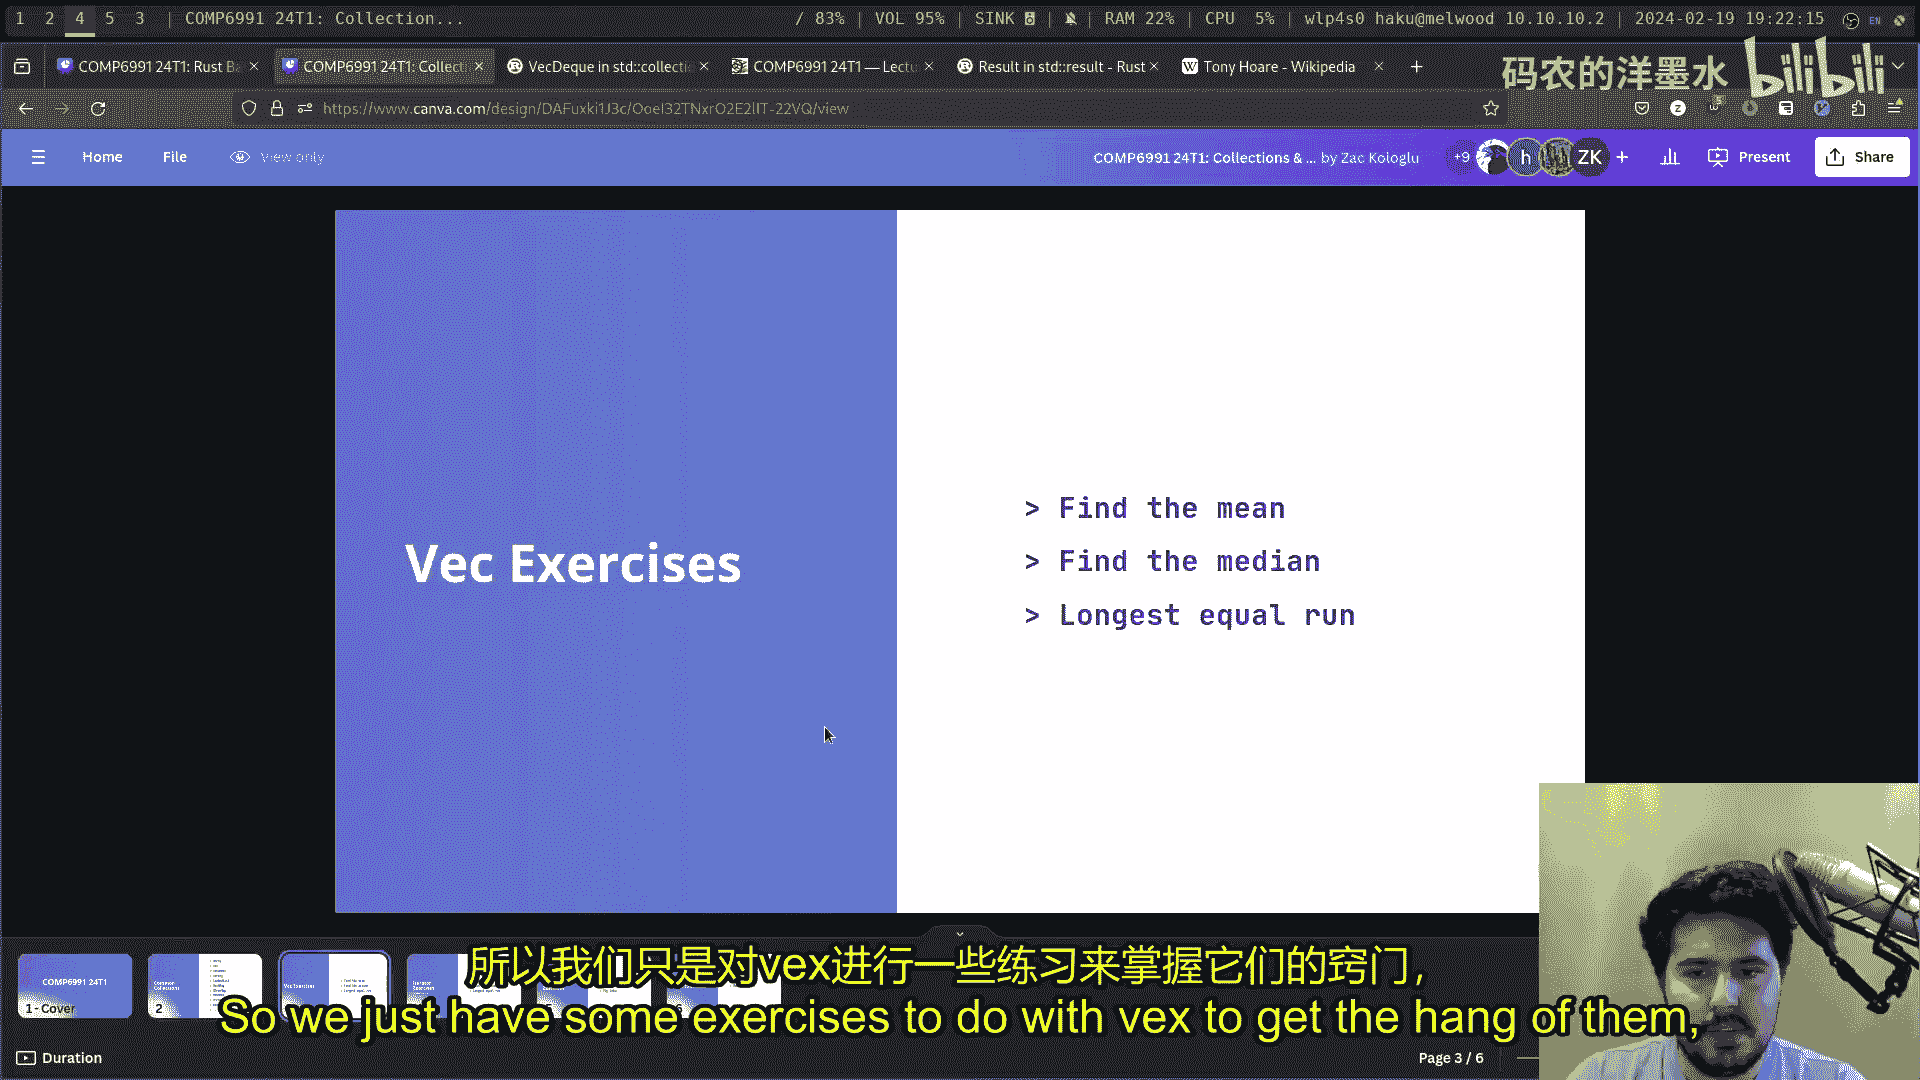 1 2 4 5 3 | COMP6991 24T1: Collection...
/ 83% | VOL 95% | SINK | | RAM 22% | CPU 5% | wlp4s0 haku@melwood 10.10.10.2 | 2024-02-19 19:22:15 EN
COMP6991 24T1: Rust Ba
COMP6991 24T1: Collecti
VecDeque in std::collecti
COMP6991 24T1 — Lectu
Result in std::result - Rust
Tony Hoare - Wikipedia
码农的洋墨水 bilibili
https://www.canva.com/design/DAFuxki1J3c/OoeI32TNxrO2E2lIT-22VQ/view
Home File View only
COMP6991 24T1: Collections & ... by Zac Kologlu
+9 h ZK + Present Share
Vec Exercises
> Find the mean
> Find the median
> Longest equal run
COMP6991 24T1
1 - Cover
2
所以我们只是对vex进行一些练习来掌握它们的窍门，
So we just have some exercises to do with vex to get the hang of them,
Duration
Page 3 / 6